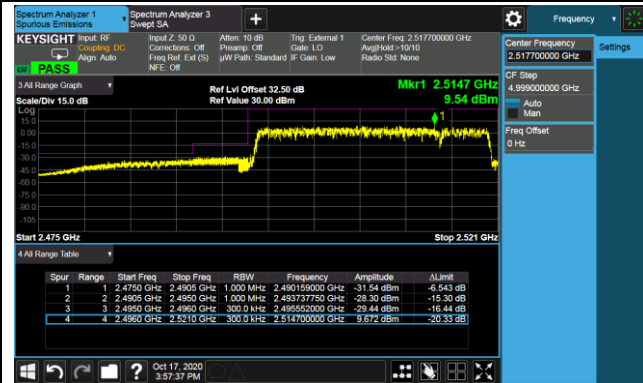 Spectrum Analyzer 1
Spurious Emissions
Spectrum Analyzer 3
Swept SA
Frequency
KEYSIGHT
Input: RF
Coupling: DC
Align: Auto
Input Z: 50 Ω
Corrections: Off
Freq Ref: Ext (S)
NFE: Off
Atten: 10 dB
Preamp: Off
µW Path: Standard
Trig: External 1
Gate: LO
IF Gain: Low
Center Freq: 2.517700000 GHz
Avg|Hold:>10/10
Radio Std: None
PASS
Center Frequency
2.517700000 GHz
Settings
CF Step
4.999000000 GHz
Auto
Man
Freq Offset
0 Hz
3 All Range Graph
Scale/Div 15.0 dB
Ref Lvl Offset 32.50 dB
Ref Value 30.00 dBm
Mkr1 2.5147 GHz
9.54 dBm
Log
15.0
0.00
-15.0
-30.0
-45.0
-60.0
-75.0
-90.0
-105
1
Start 2.475 GHz
Stop 2.521 GHz
4 All Range Table
Spur Range Start Freq Stop Freq RBW Frequency Amplitude ΔLimit
1 1 2.4750 GHz 2.4905 GHz 1.000 MHz 2.490159000 GHz -31.54 dBm -6.543 dB
2 2 2.4905 GHz 2.4950 GHz 1.000 MHz 2.493737750 GHz -28.30 dBm -15.30 dB
3 3 2.4950 GHz 2.4960 GHz 300.0 kHz 2.495552000 GHz -29.44 dBm -16.44 dB
4 4 2.4960 GHz 2.5210 GHz 300.0 kHz 2.514700000 GHz 9.672 dBm -20.33 dB
Oct 17, 2020
3:57:37 PM